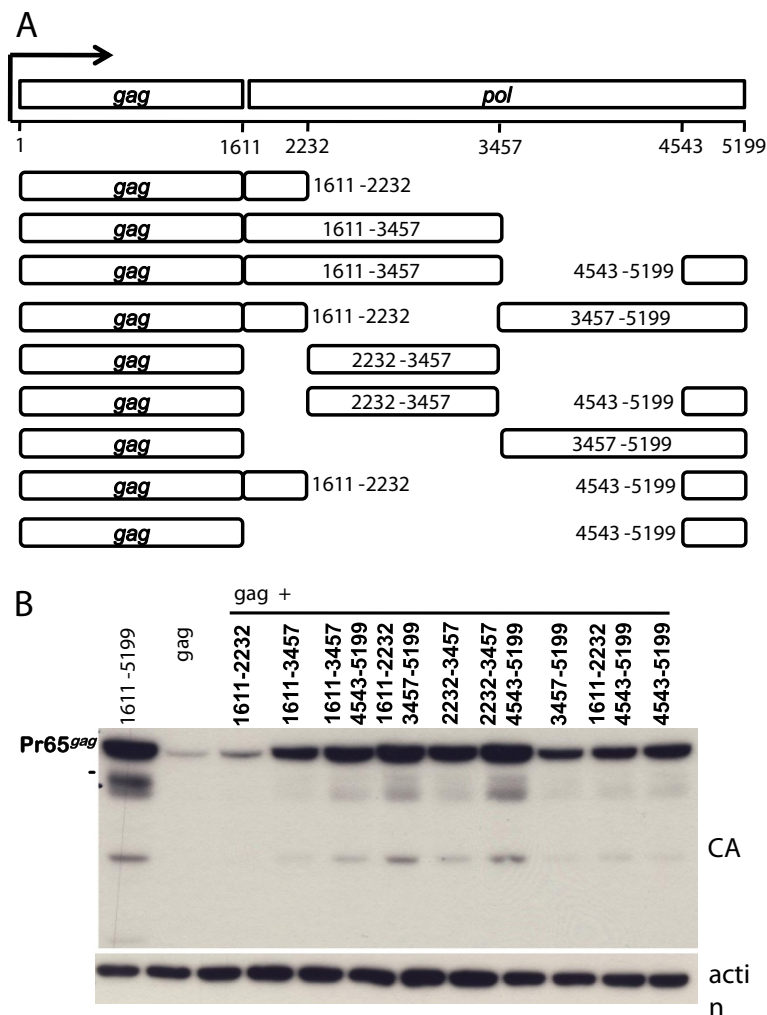 A
gag pol
1 1611 2232 3457 4543 5199
gag 1611-2232
gag 1611-3457
gag 1611-3457 4543-5199
gag 1611-2232 3457-5199
gag 2232-3457
gag 2232-3457 4543-5199
gag 3457-5199
gag 1611-2232 4543-5199
gag 4543-5199
B
gag +
1611-5199
gag
1611-2232
1611-3457
1611-3457
4543-5199
1611-2232
3457-5199
2232-3457
2232-3457
4543-5199
3457-5199
1611-2232
4543-5199
4543-5199
Pr65gag
-
CA
acti
n